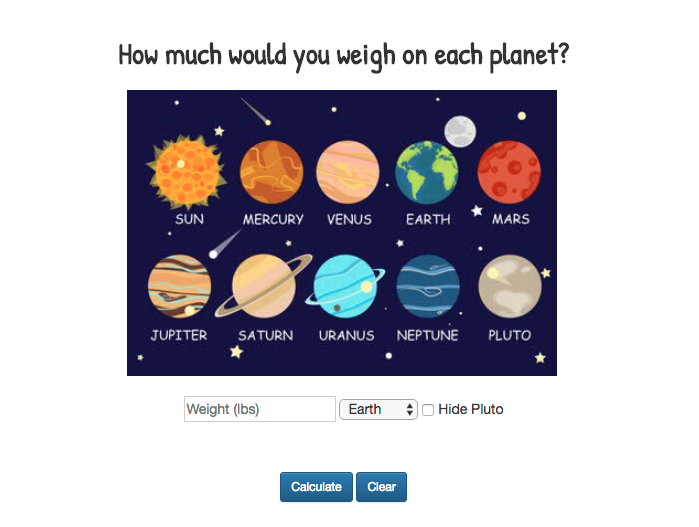 How much would you weigh on each planet?
SUN MERCURY VENUS EARTH MARS
JUPITER SATURN URANUS NEPTUNE PLUTO
Weight (lbs) Earth Hide Pluto
Calculate Clear